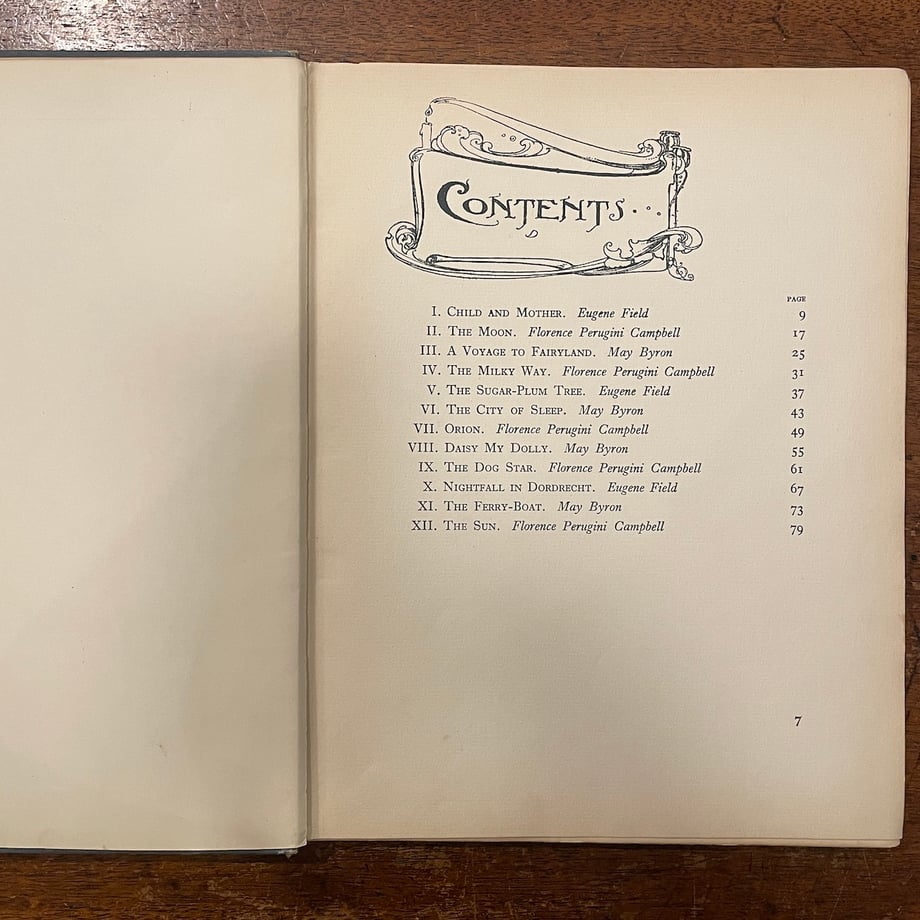 CONTENTS
PAGE
I. CHILD AND MOTHER. Eugene Field 9
II. THE MOON. Florence Perugini Campbell 17
III. A VOYAGE TO FAIRYLAND. May Byron 25
IV. THE MILKY WAY. Florence Perugini Campbell 31
V. THE SUGAR-PLUM TREE. Eugene Field 37
VI. THE CITY OF SLEEP. May Byron 43
VII. ORION. Florence Perugini Campbell 49
VIII. DAISY MY DOLLY. May Byron 55
IX. THE DOG STAR. Florence Perugini Campbell 61
X. NIGHTFALL IN DORDRECHT. Eugene Field 67
XI. THE FERRY-BOAT. May Byron 73
XII. THE SUN. Florence Perugini Campbell 79
7